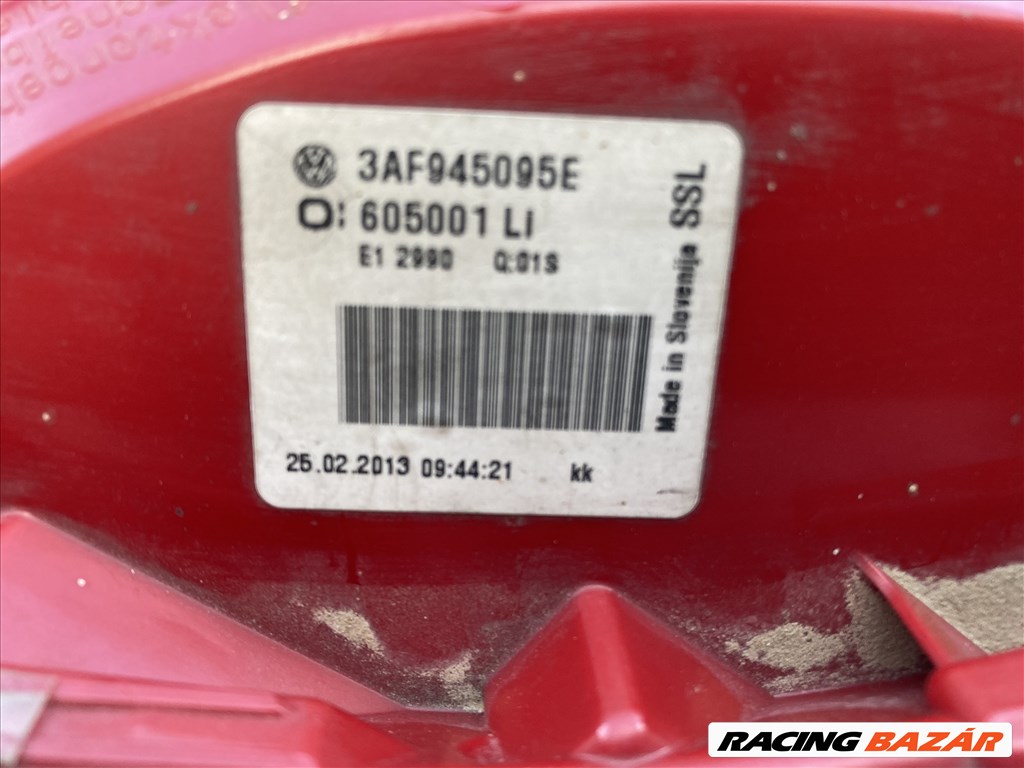 3AF945095E
O: 605001 LI
E1 2990 Q:01S
Made in Slovenija SSL
25.02.2013 09:44:21 kk
RACING BAZÁR